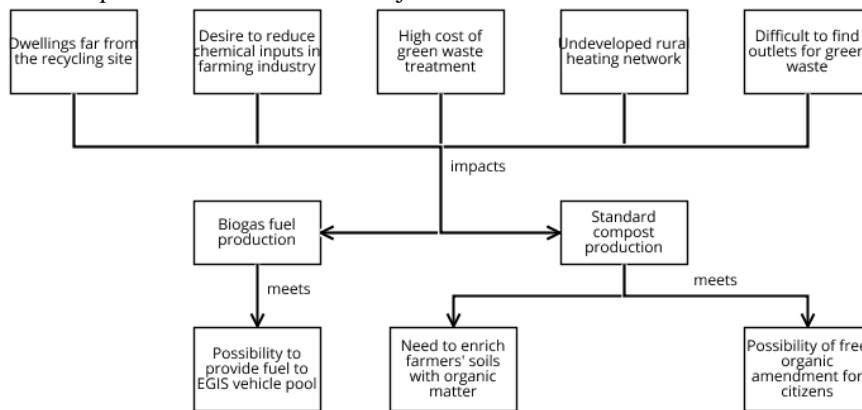 Dwellings far from
the recycling site
Desire to reduce
chemical inputs in
farming industry
High cost of
green waste
treatment
Undeveloped rural
heating network
Difficult to find
outlets for green
waste
impacts
Biogas fuel
production
Standard
compost
production
meets
meets
Possibility to
provide fuel to
EGIS vehicle pool
Need to enrich
farmers' soils
with organic
matter
Possibility of free
organic
amendment for
citizens